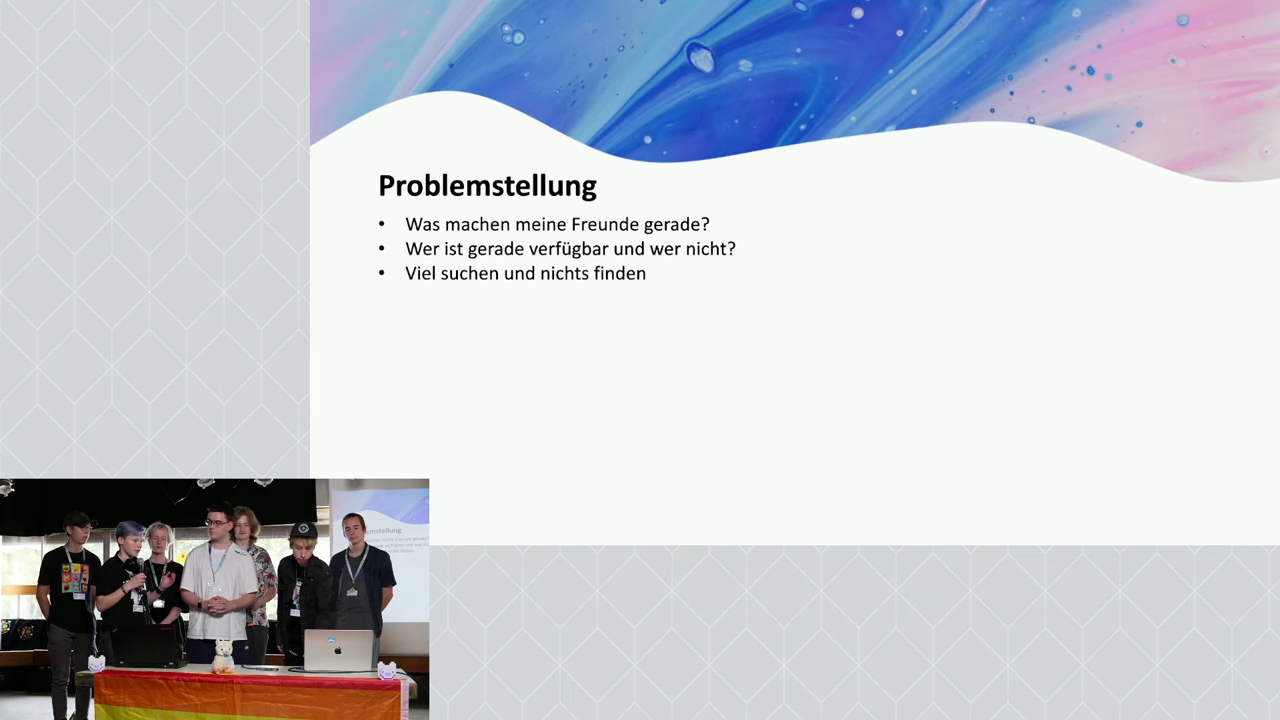 Problemstellung
• Was machen meine Freunde gerade?
• Wer ist gerade verfügbar und wer nicht?
• Viel suchen und nichts finden